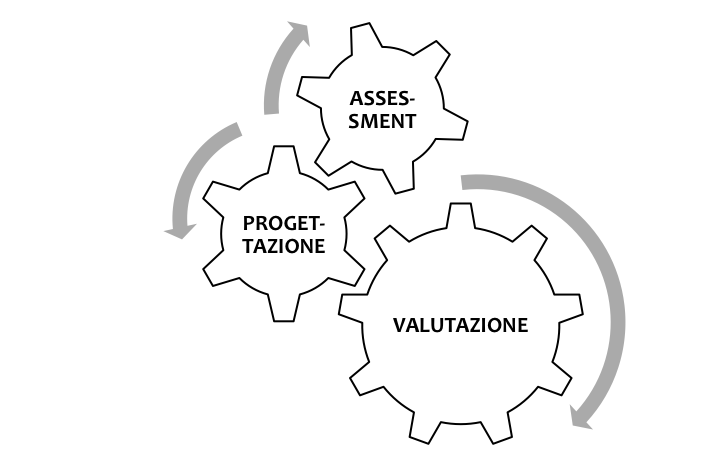 ASSES-
SMENT
PROGET-
TAZIONE
VALUTAZIONE